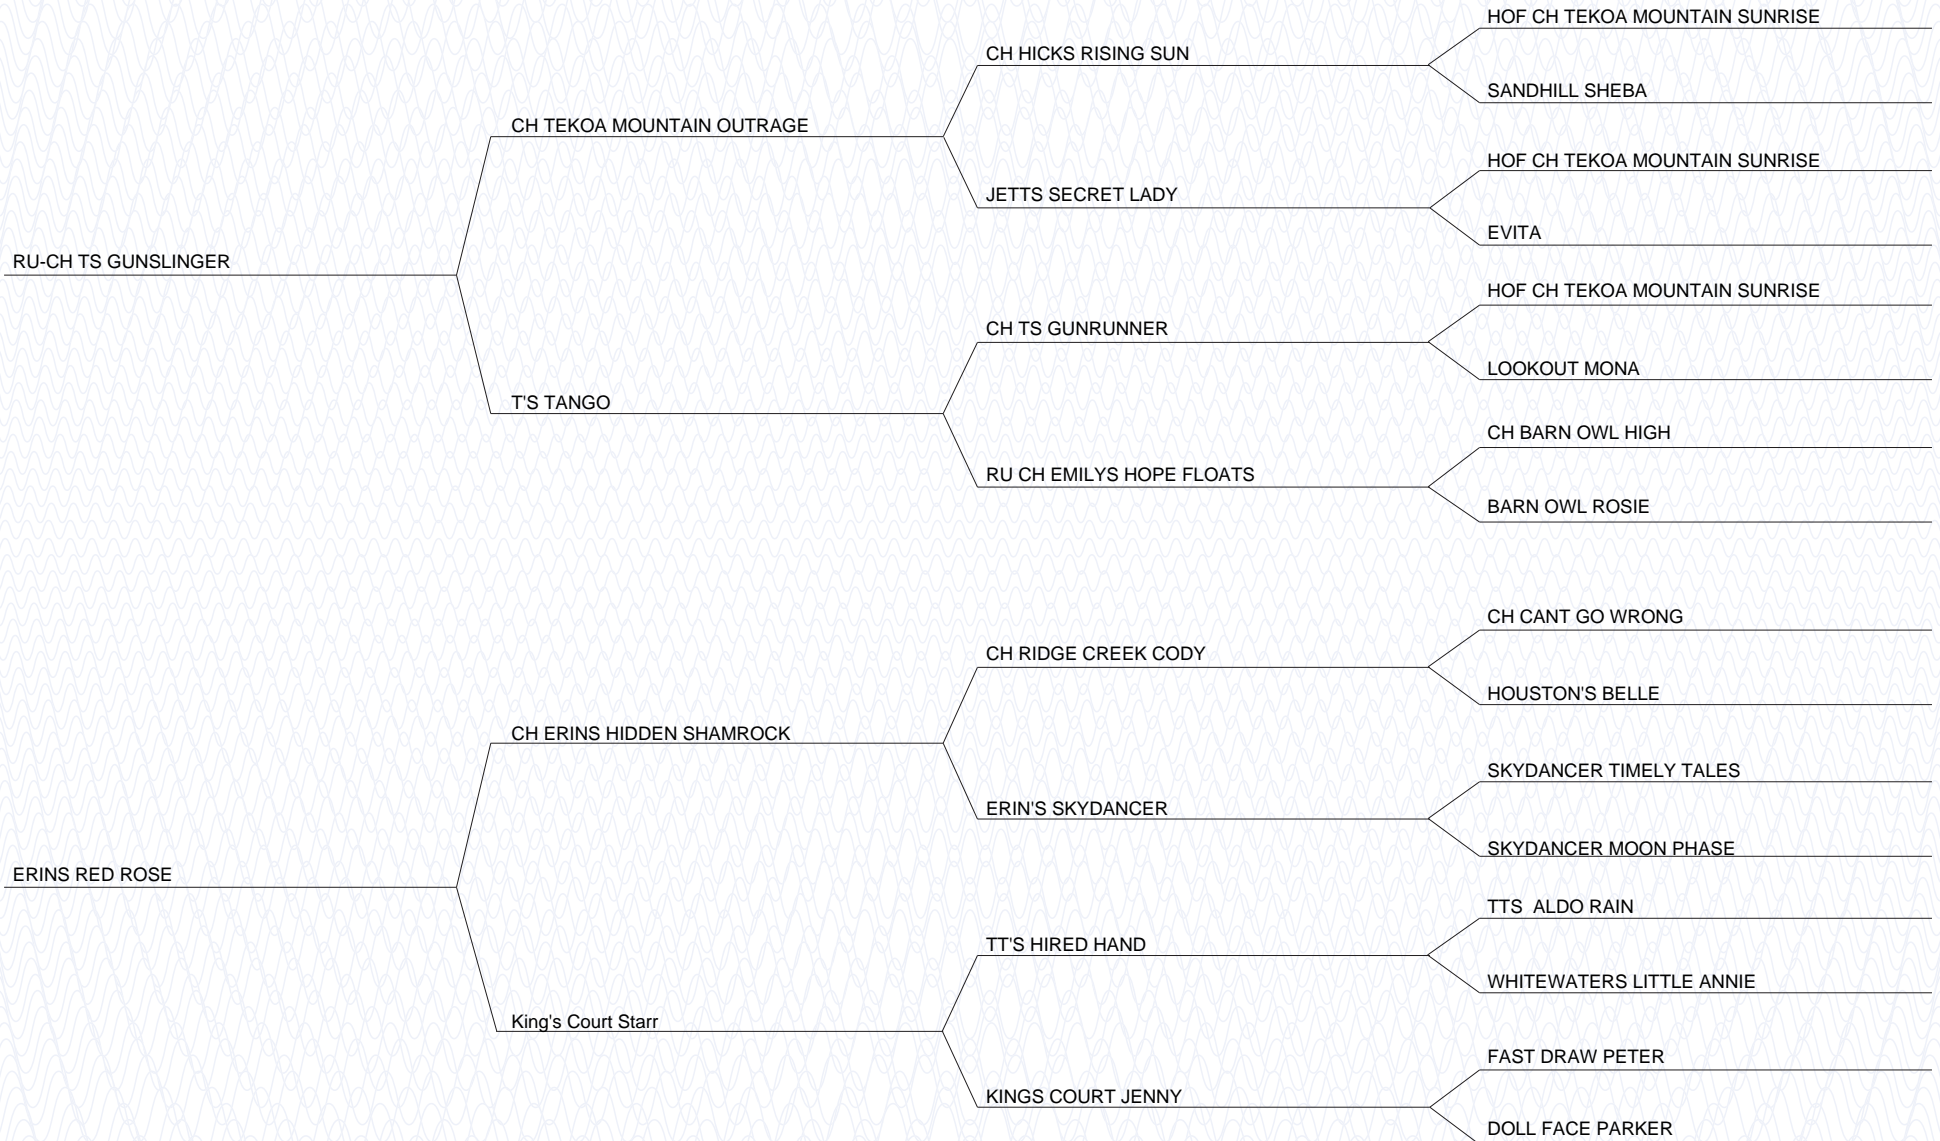 HOF CH TEKOA MOUNTAIN SUNRISE
CH HICKS RISING SUN
SANDHILL SHEBA
CH TEKOA MOUNTAIN OUTRAGE
HOF CH TEKOA MOUNTAIN SUNRISE
JETTS SECRET LADY
EVITA
RU-CH TS GUNSLINGER
HOF CH TEKOA MOUNTAIN SUNRISE
CH TS GUNRUNNER
LOOKOUT MONA
T'S TANGO
CH BARN OWL HIGH
RU CH EMILYS HOPE FLOATS
BARN OWL ROSIE
CH CANT GO WRONG
CH RIDGE CREEK CODY
HOUSTON'S BELLE
CH ERINS HIDDEN SHAMROCK
SKYDANCER TIMELY TALES
ERIN'S SKYDANCER
SKYDANCER MOON PHASE
ERINS RED ROSE
TTS  ALDO RAIN
TT'S HIRED HAND
WHITEWATERS LITTLE ANNIE
King's Court Starr
FAST DRAW PETER
KINGS COURT JENNY
DOLL FACE PARKER